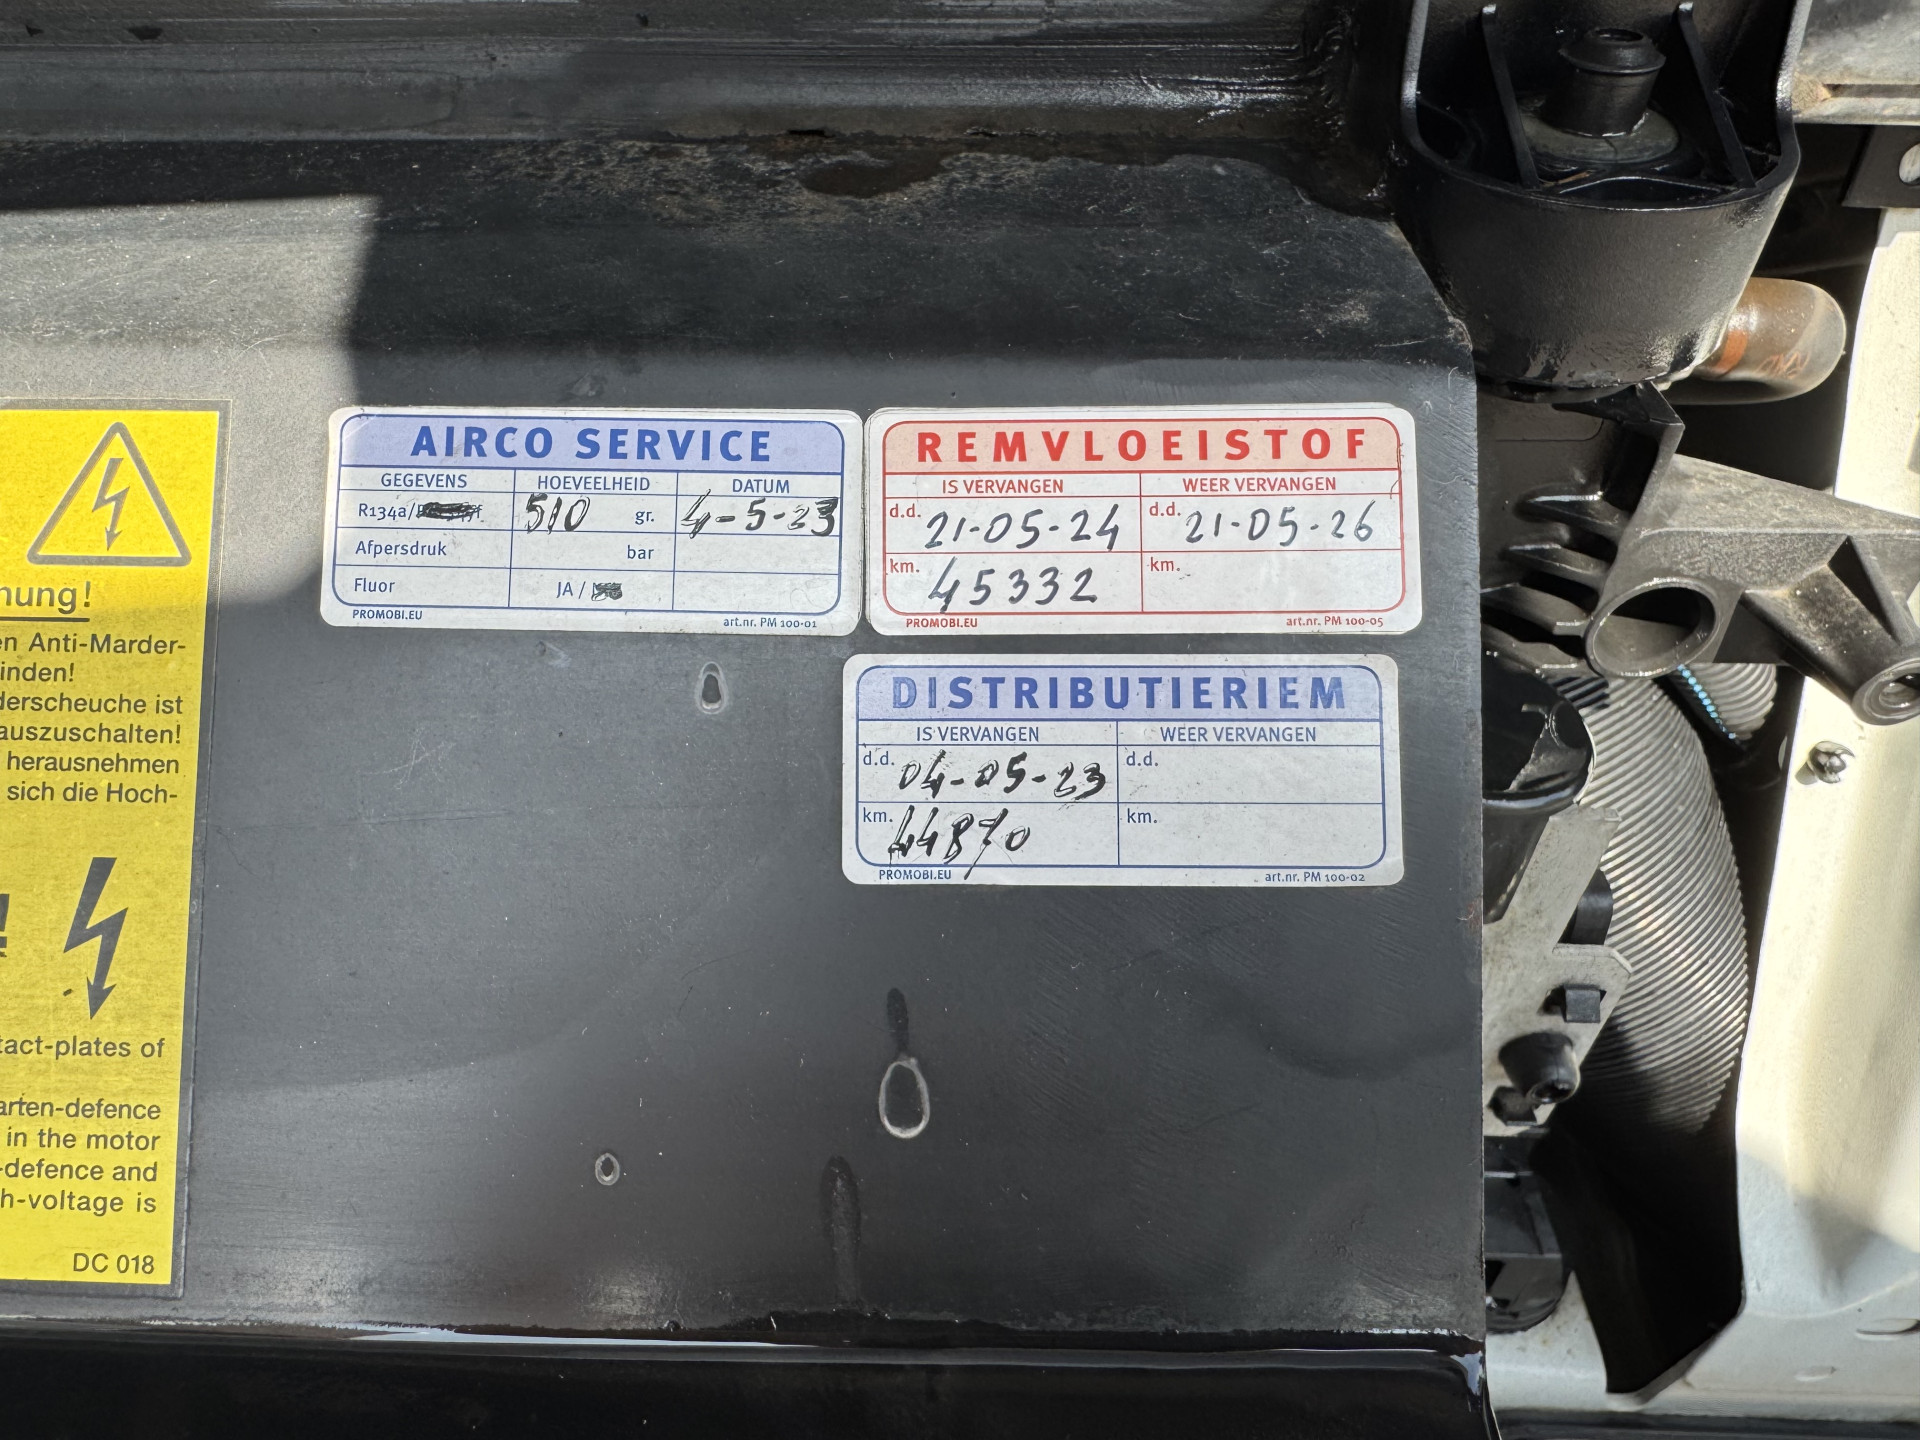 AIRCO SERVICE
GEGEVENS HOEVEELHEID DATUM
R134a/ 510 gr. 4-5-23
Afpersdruk bar
Fluor JA /
PROMOBI.EU art.nr. PM 100-01
REMVLOEISTOF
IS VERVANGEN WEER VERVANGEN
d.d. 21-05-24 d.d. 21-05-26
km. 45332 km.
PROMOBI.EU art.nr. PM 100-05
DISTRIBUTIERIEM
IS VERVANGEN WEER VERVANGEN
d.d. 04-05-23 d.d.
km. 44870 km.
PROMOBI.EU art.nr. PM 100-02
nung!
en Anti-Marder-
inden!
derscheuche ist
auszuschalten!
herausnehmen
sich die Hoch-
!
tact-plates of
arten-defence
in the motor
-defence and
h-voltage is
DC 018